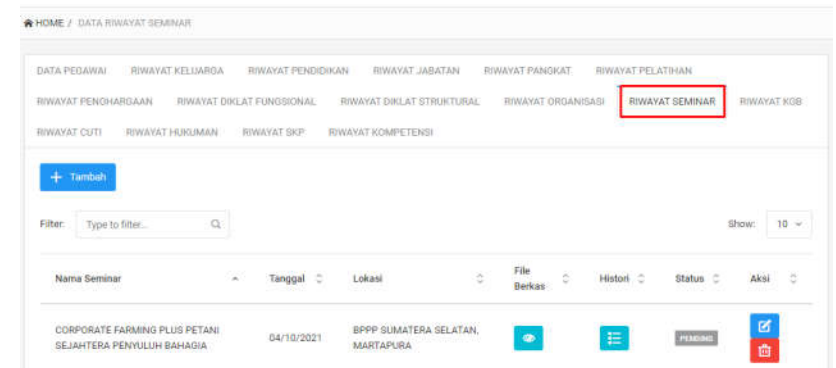 HOME / DATA RIWAYAT SEMINAR
DATA PEGAWAI RIWAYAT KELUARGA RIWAYAT PENDIDIKAN RIWAYAT JABATAN RIWAYAT PANGKAT RIWAYAT PELATIHAN
RIWAYAT PENGHARGAAN RIWAYAT DIKLAT FUNGSIONAL RIWAYAT DIKLAT STRUKTURAL RIWAYAT ORGANISASI RIWAYAT SEMINAR RIWAYAT KGB
RIWAYAT CUTI RIWAYAT HUKUMAN RIWAYAT SKP RIWAYAT KOMPETENSI
+ Tambah
Filter: Type to filter... Show: 10
Nama Seminar Tanggal Lokasi File Berkas Histori Status Aksi
CORPORATE FARMING PLUS PETANI
SEJAHTERA PENYULUH BAHAGIA
04/10/2021
BPPP SUMATERA SELATAN,
MARTAPURA
PENDING